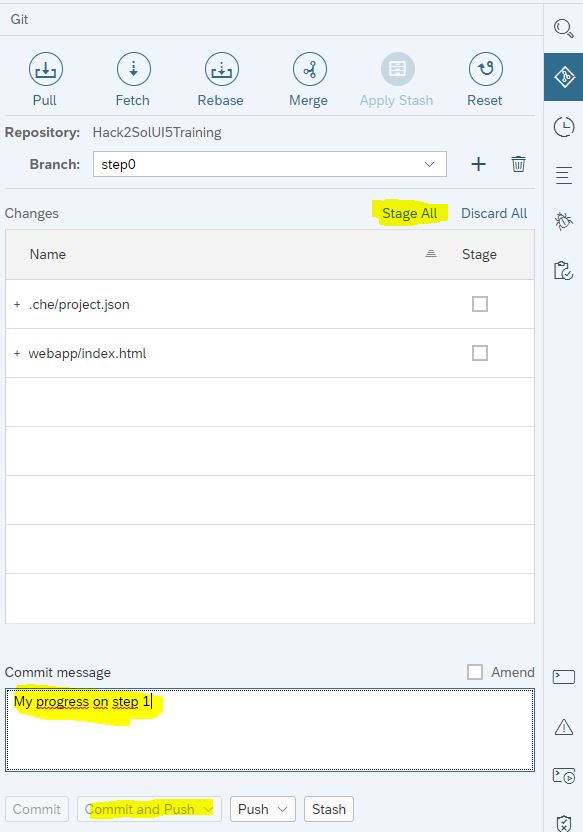 Git
Pull Fetch Rebase Merge Apply Stash Reset
Repository: Hack2SolUI5Training
Branch: step0
Changes Stage All Discard All
Name Stage
+ .che/project.json
+ webapp/index.html
Commit message Amend
My progress on step 1
Commit Commit and Push Push Stash